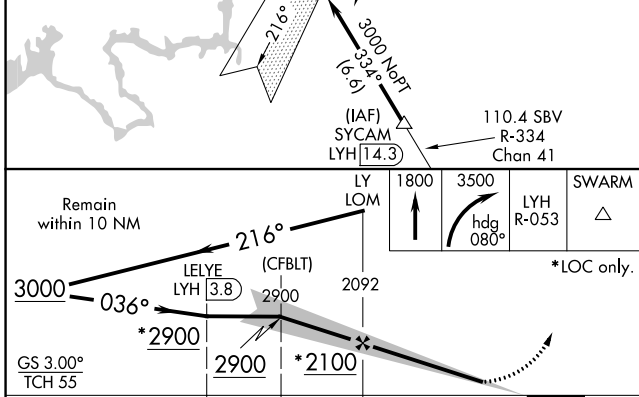 216°
3000 NoPT
334°
(6.6)
(IAF)
SYCAM
LYH 14.3
110.4 SBV
R-334
Chan 41
Remain
within 10 NM
LY
LOM
1800
3500
hdg
080°
LYH
R-053
SWARM
*LOC only.
216°
3000
036°
LELYE
LYH 3.8
(CFBLT)
2900
2092
*2900
2900
*2100
GS 3.00°
TCH 55